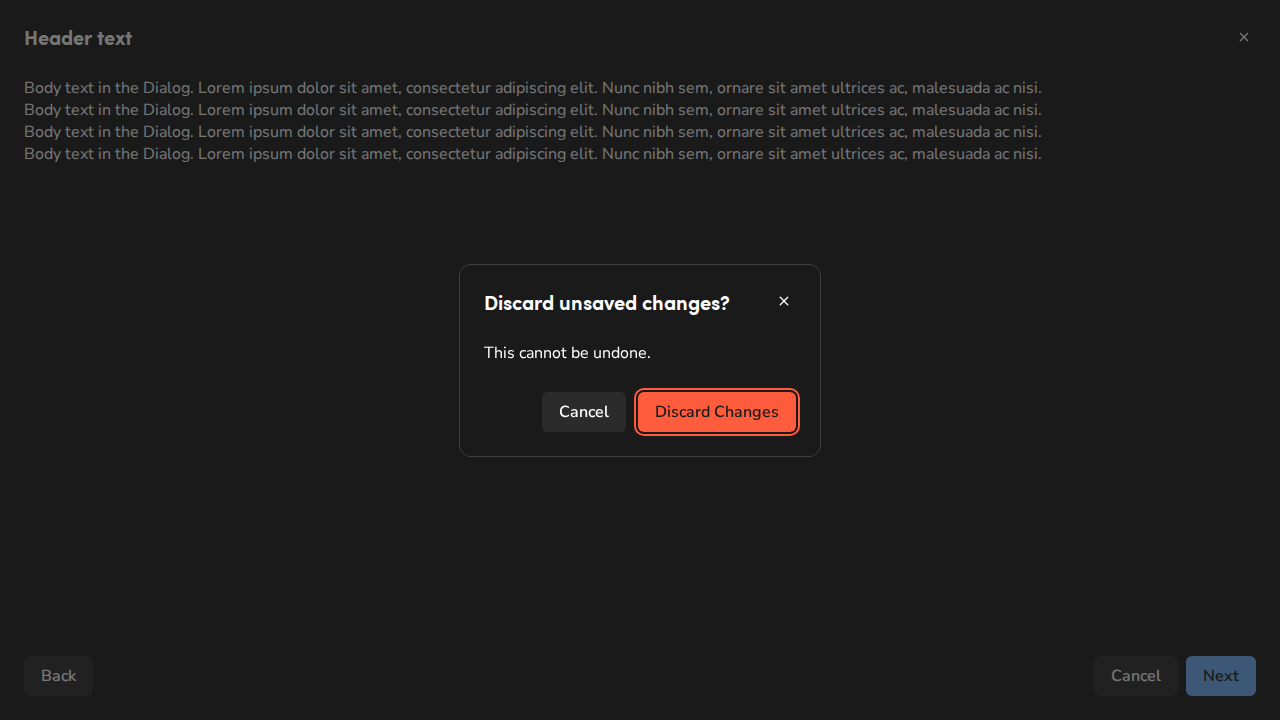 Header text
Body text in the Dialog. Lorem ipsum dolor sit amet, consectetur adipiscing elit. Nunc nibh sem, ornare sit amet ultrices ac, malesuada ac nisi.
Body text in the Dialog. Lorem ipsum dolor sit amet, consectetur adipiscing elit. Nunc nibh sem, ornare sit amet ultrices ac, malesuada ac nisi.
Body text in the Dialog. Lorem ipsum dolor sit amet, consectetur adipiscing elit. Nunc nibh sem, ornare sit amet ultrices ac, malesuada ac nisi.
Body text in the Dialog. Lorem ipsum dolor sit amet, consectetur adipiscing elit. Nunc nibh sem, ornare sit amet ultrices ac, malesuada ac nisi.
Discard unsaved changes?
This cannot be undone.
Cancel Discard Changes
Back Cancel Next